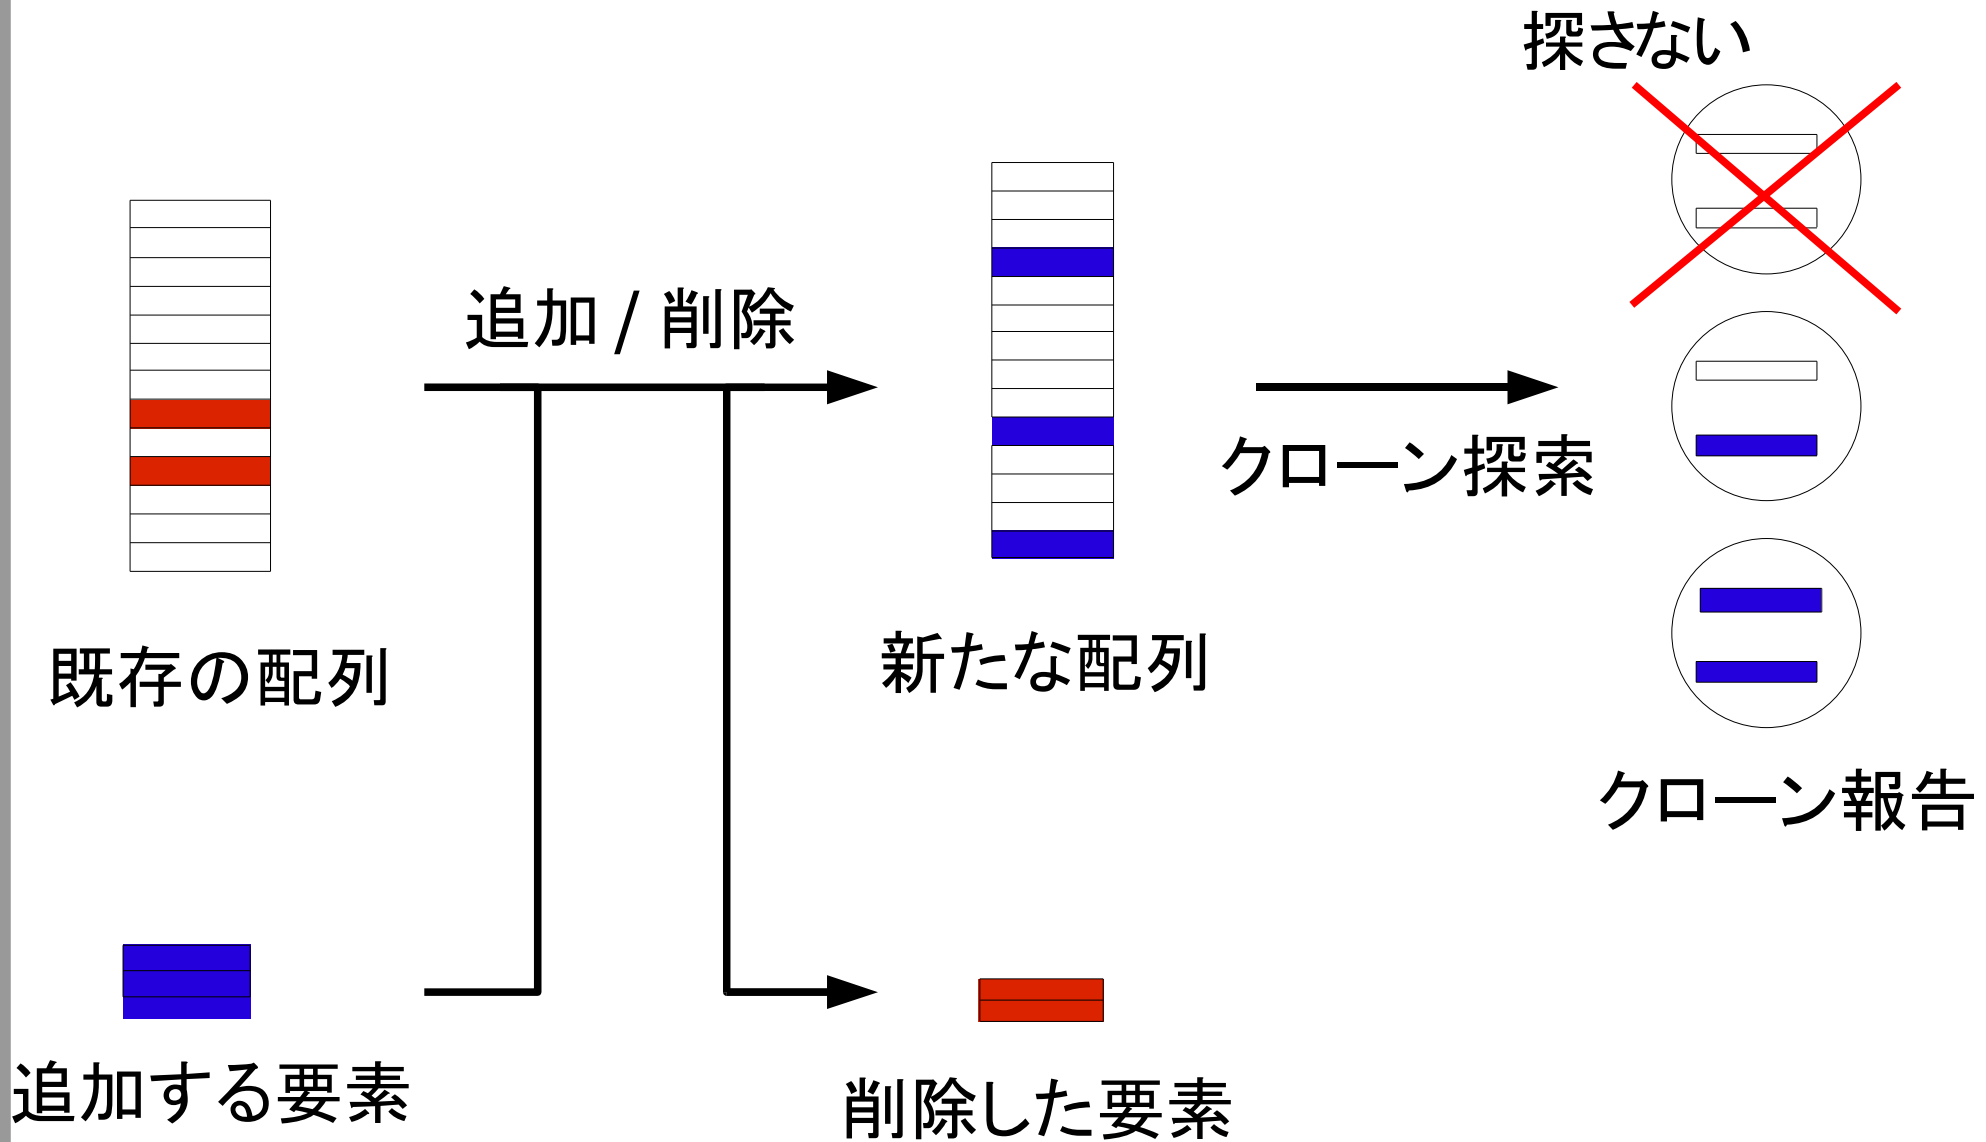 探さない
追加 / 削除
クローン探索
既存の配列
新たな配列
クローン報告
追加する要素
削除した要素